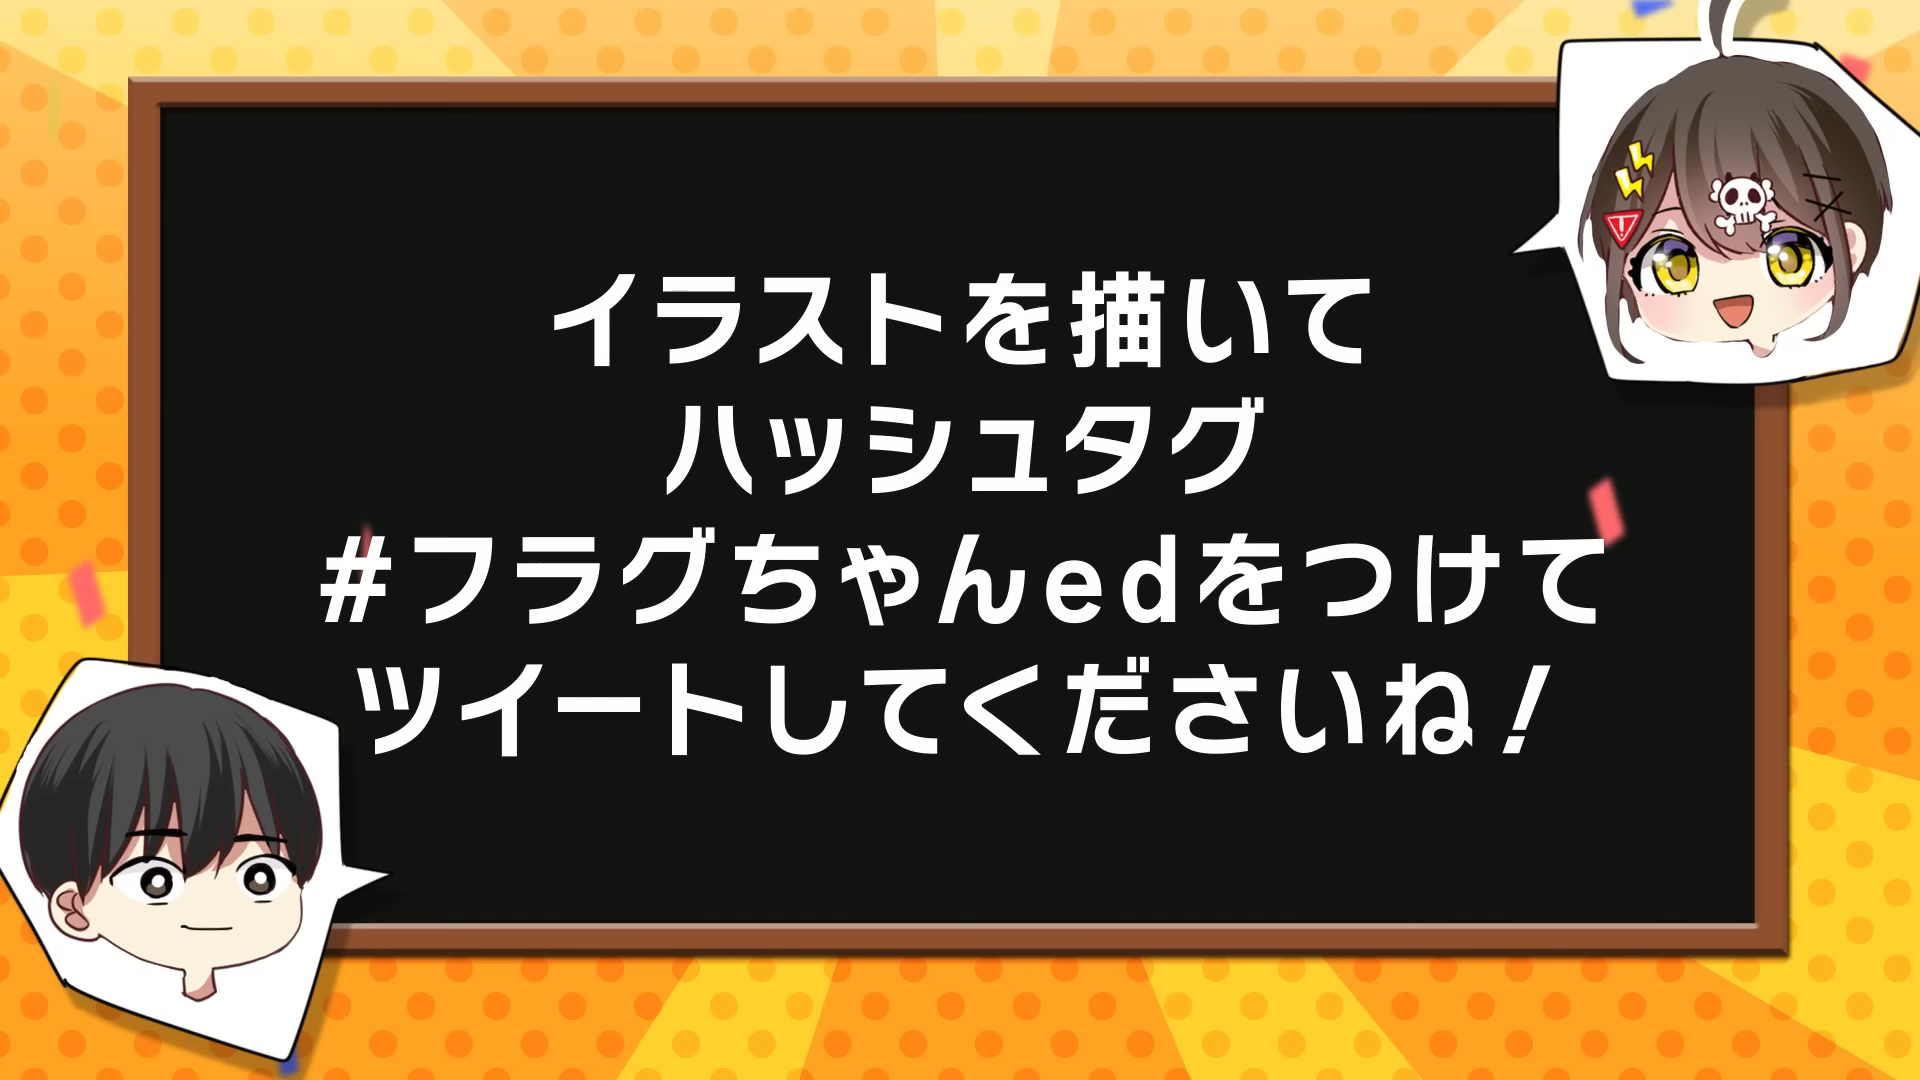 イラストを描いて
ハッシュタグ
#フラグちゃんedをつけて
ツイートしてくださいね！